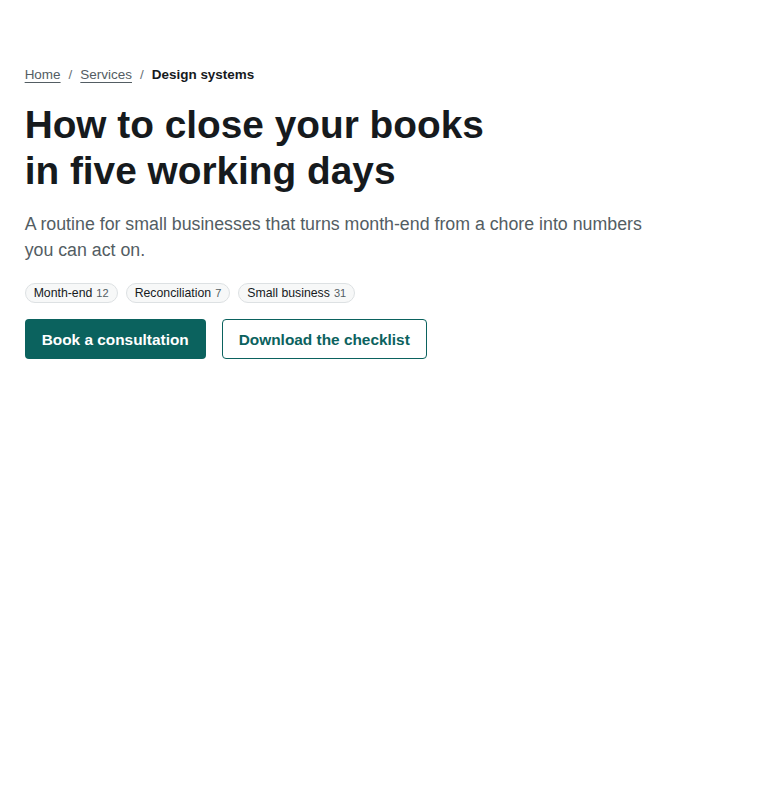 Home / Services / Design systems
How to close your books
in five working days
A routine for small businesses that turns month-end from a chore into numbers
you can act on.
Month-end 12 Reconciliation 7 Small business 31
Book a consultation Download the checklist